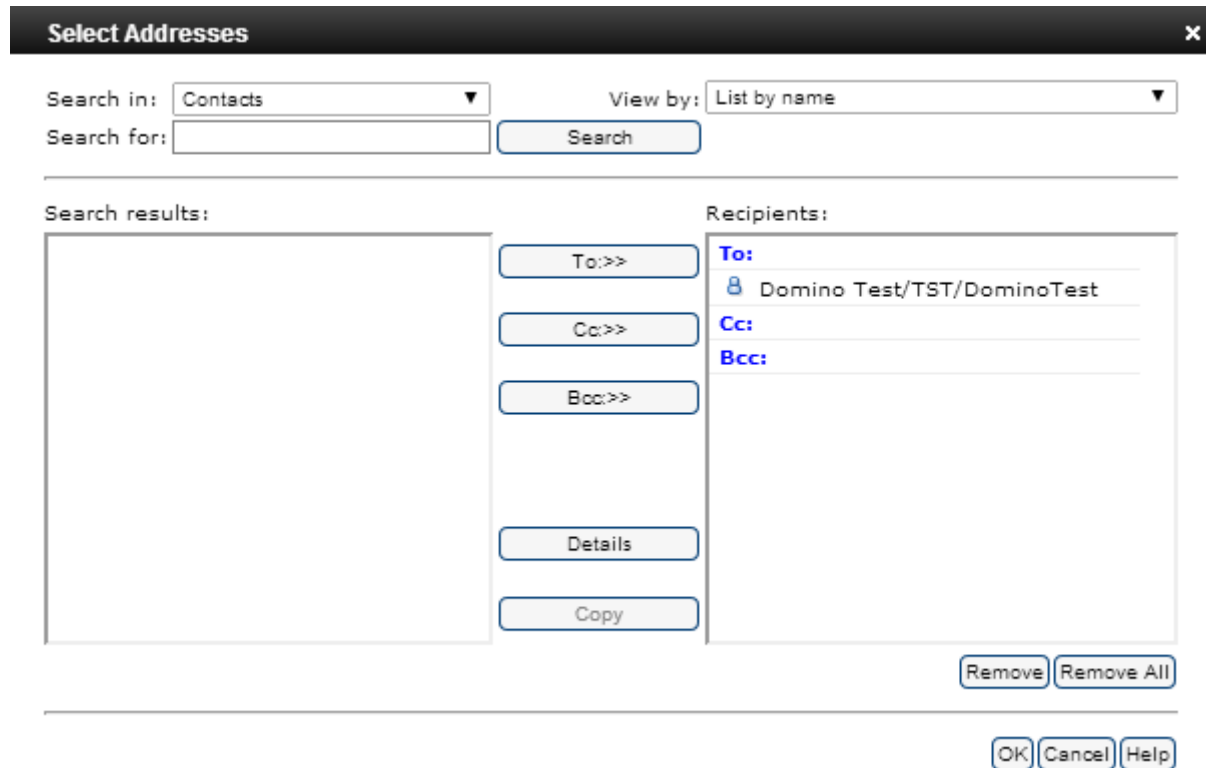 Select Addresses
Search in: Contacts View by: List by name
Search for: Search
Search results: Recipients:
To:>> To:
Domino Test/TST/DominoTest
Cc:>> Cc:
Bcc:
Bcc:>>
Details
Copy
Remove Remove All
OK Cancel Help